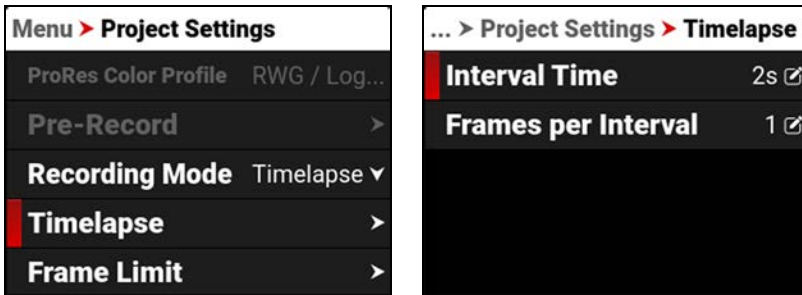 Menu > Project Settings
ProRes Color Profile RWG / Log...
Pre-Record >
Recording Mode Timelapse
Timelapse >
Frame Limit >
... > Project Settings > Timelapse
Interval Time 2s
Frames per Interval 1